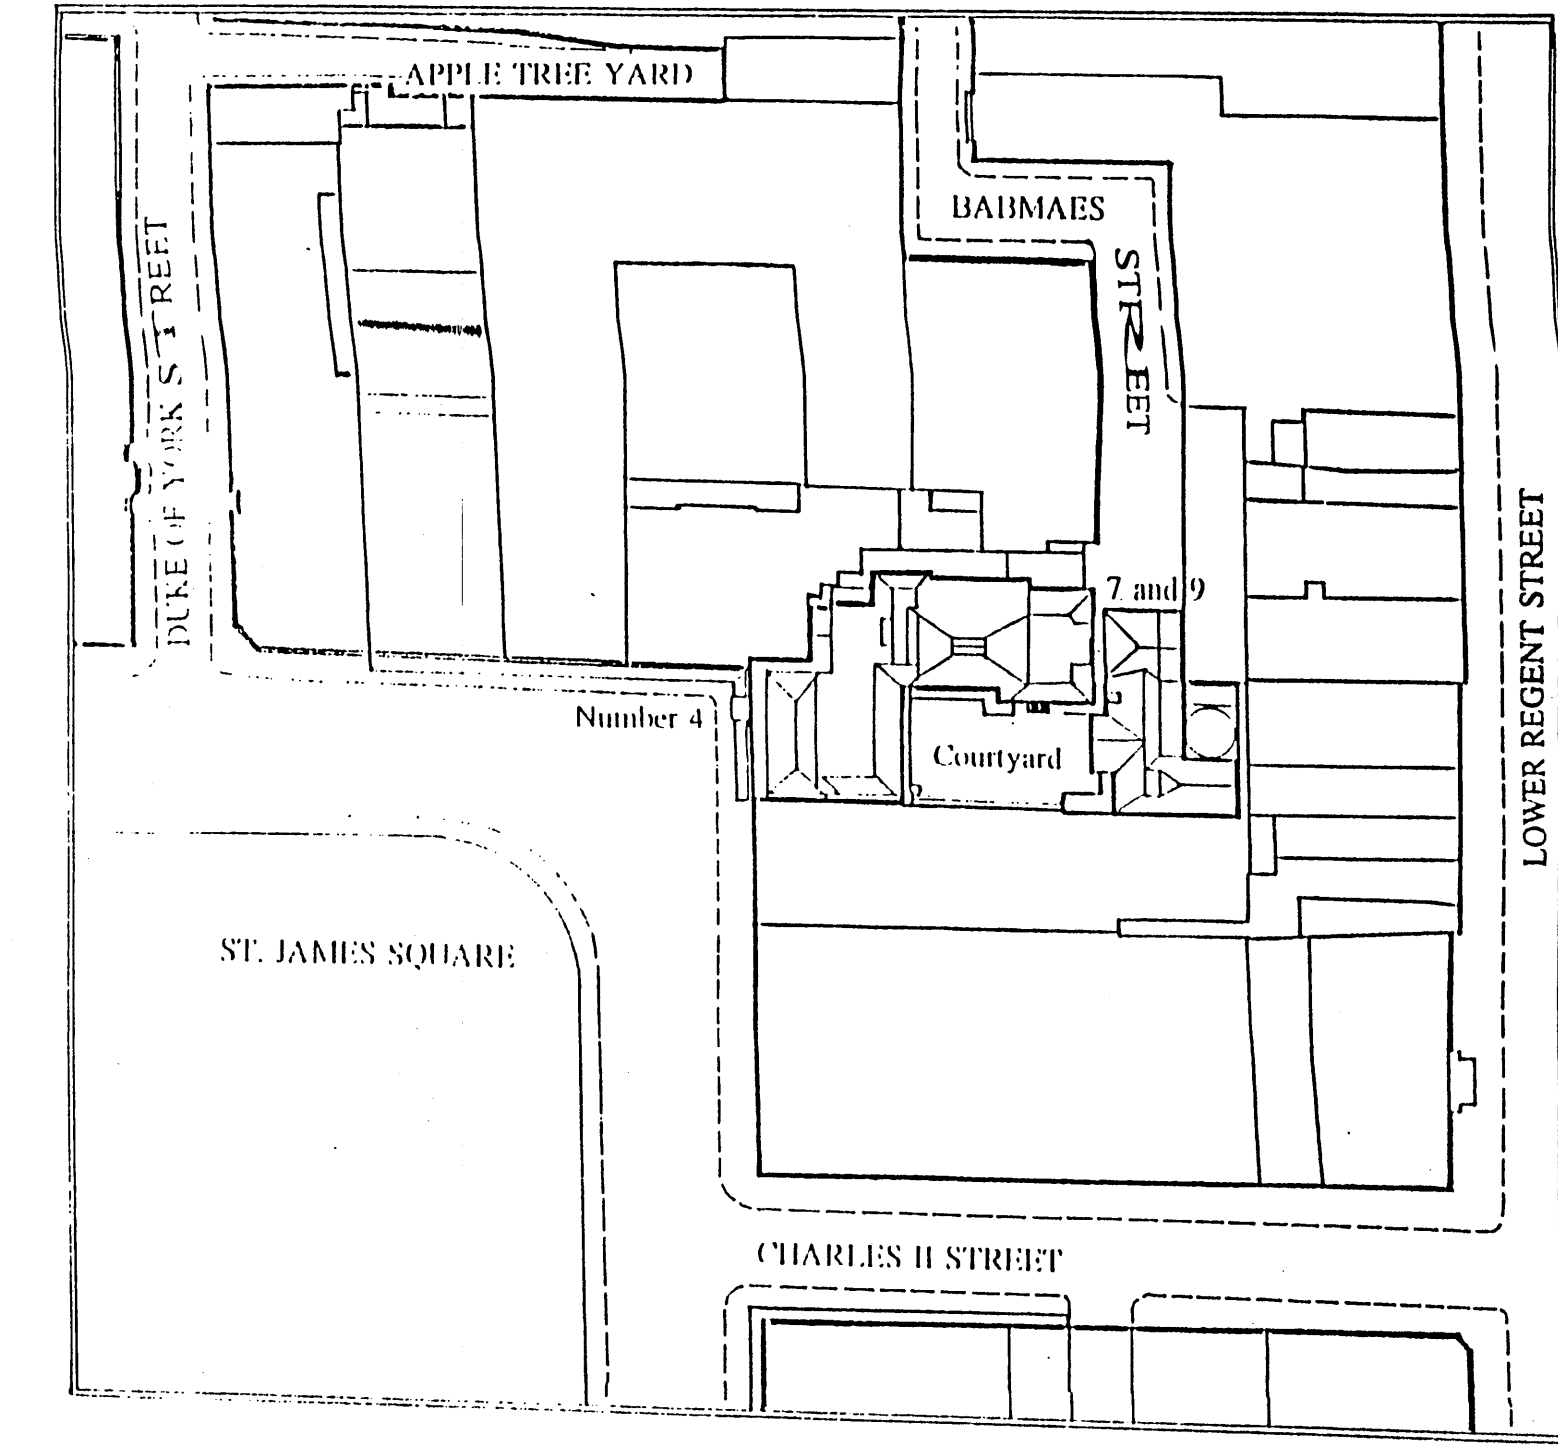 APPLE TREE YARD
BABMAES
STREET
DUKE OF YORK STREET
7 and 9
Number 4
Courtyard
LOWER REGENT STREET
ST. JAMES SQUARE
CHARLES II STREET